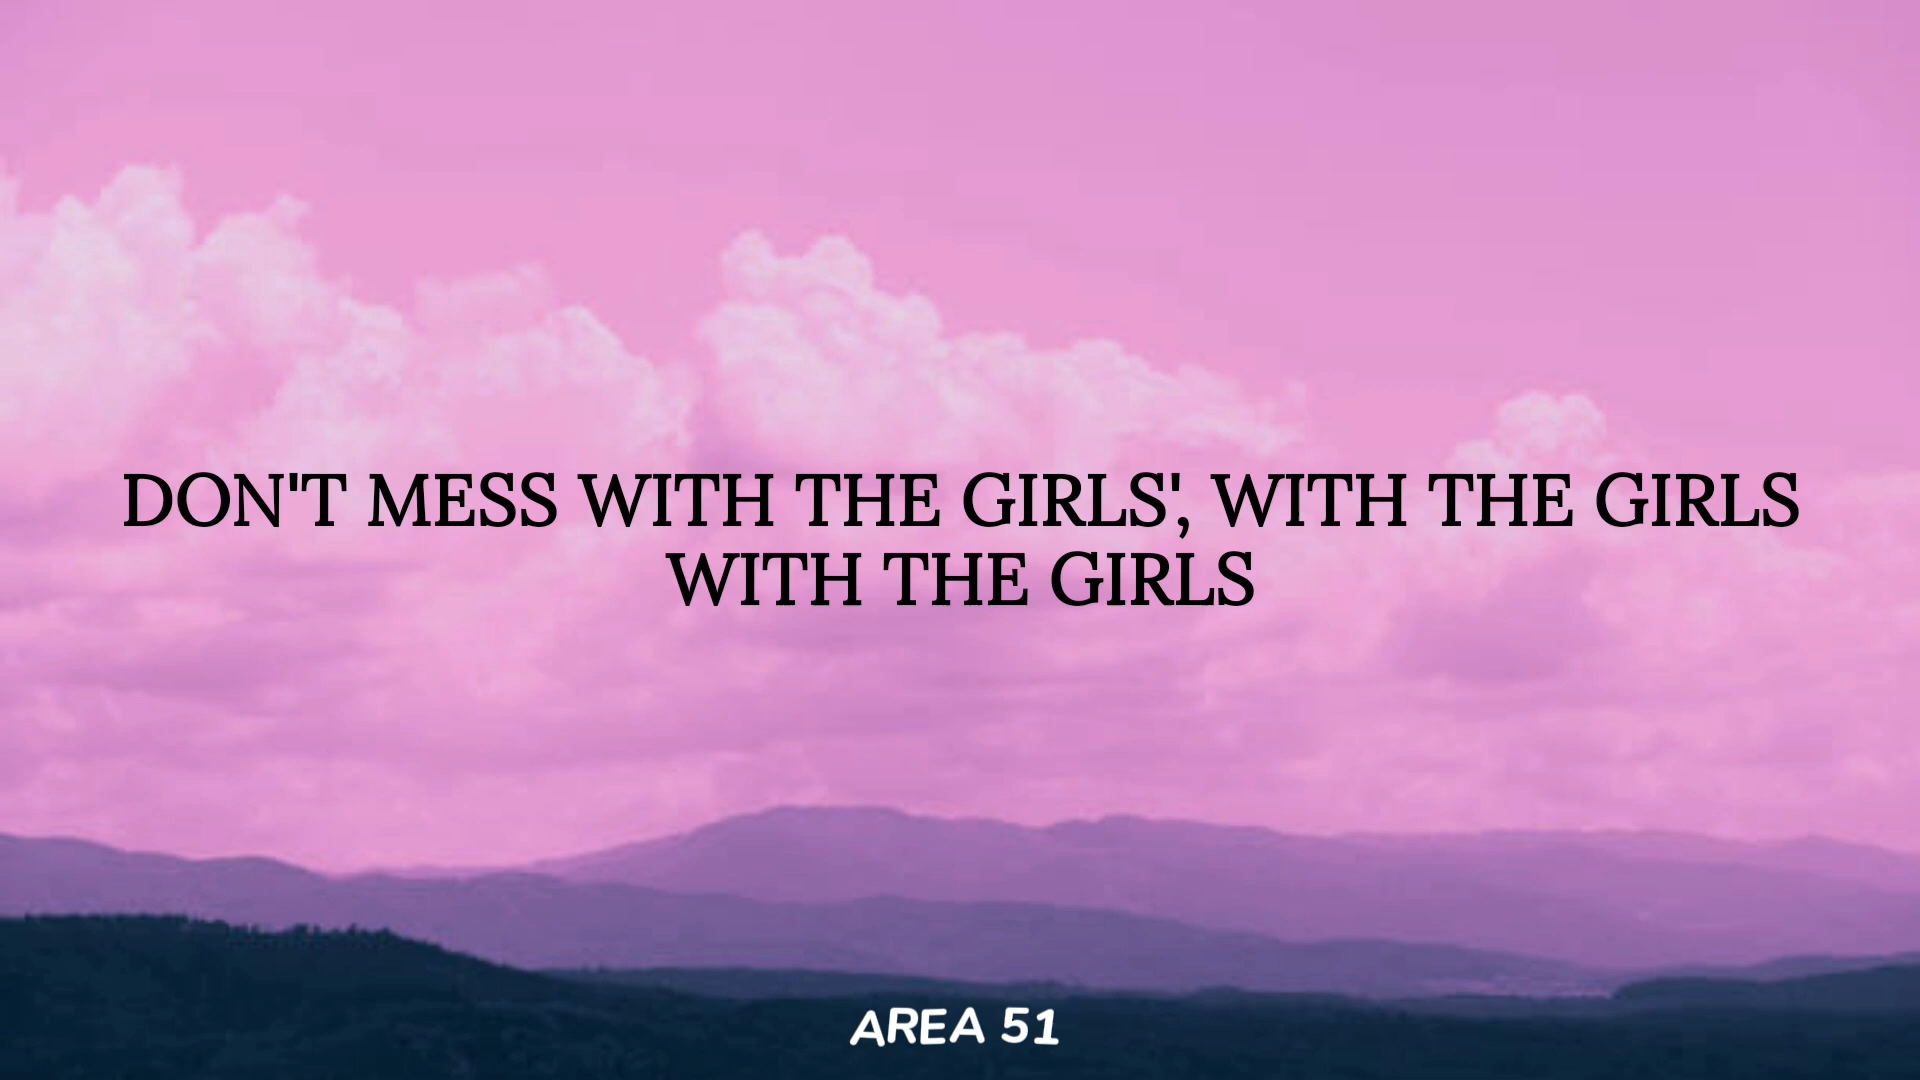 DON'T MESS WITH THE GIRLS', WITH THE GIRLS
WITH THE GIRLS
AREA 51